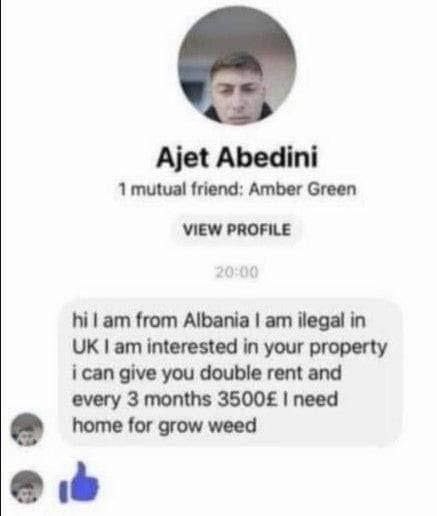 Ajet Abedini
1 mutual friend: Amber Green
VIEW PROFILE
20:00
hi I am from Albania I am ilegal in
UK I am interested in your property
i can give you double rent and
every 3 months 3500£ I need
home for grow weed